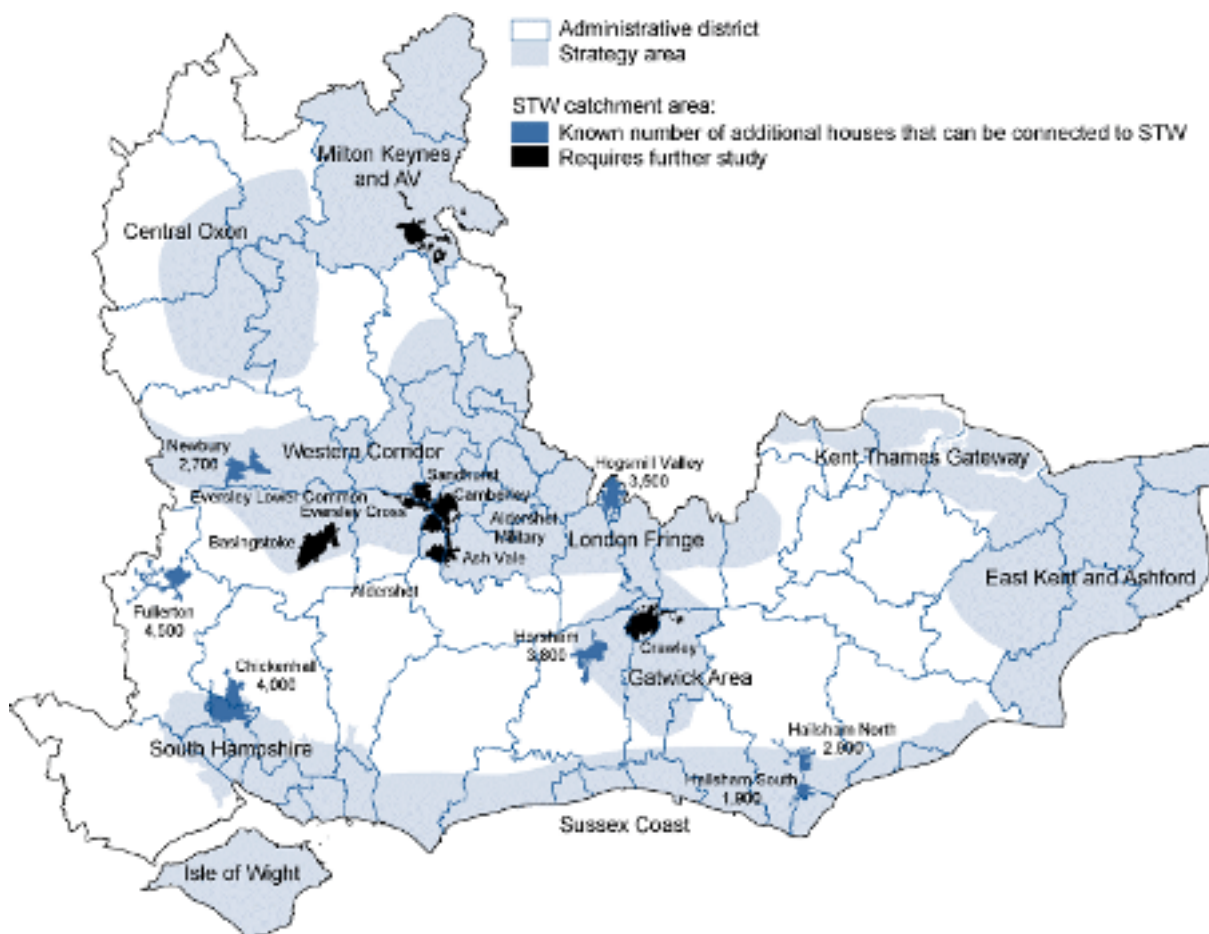 Administrative district
Strategy area
STW catchment area:
Known number of additional houses that can be connected to STW
Requires further study
Milton Keynes
and AV
Central Oxon
Newbury
2,700
Western Corridor
Sandhurst
Camberley
Eversley Lower Common
Eversley Cross
Hogsmill Valley
3,500
Kent Thames Gateway
Basingstoke
Aldershot
Military
Ash Vale
London Fringe
East Kent and Ashford
Aldershot
Fullerton
4,500
Horsham
Crawley
Chickenhall
4,000
Gatwick Area
South Hampshire
Hailsham North
Hailsham South
1,900
Sussex Coast
Isle of Wight